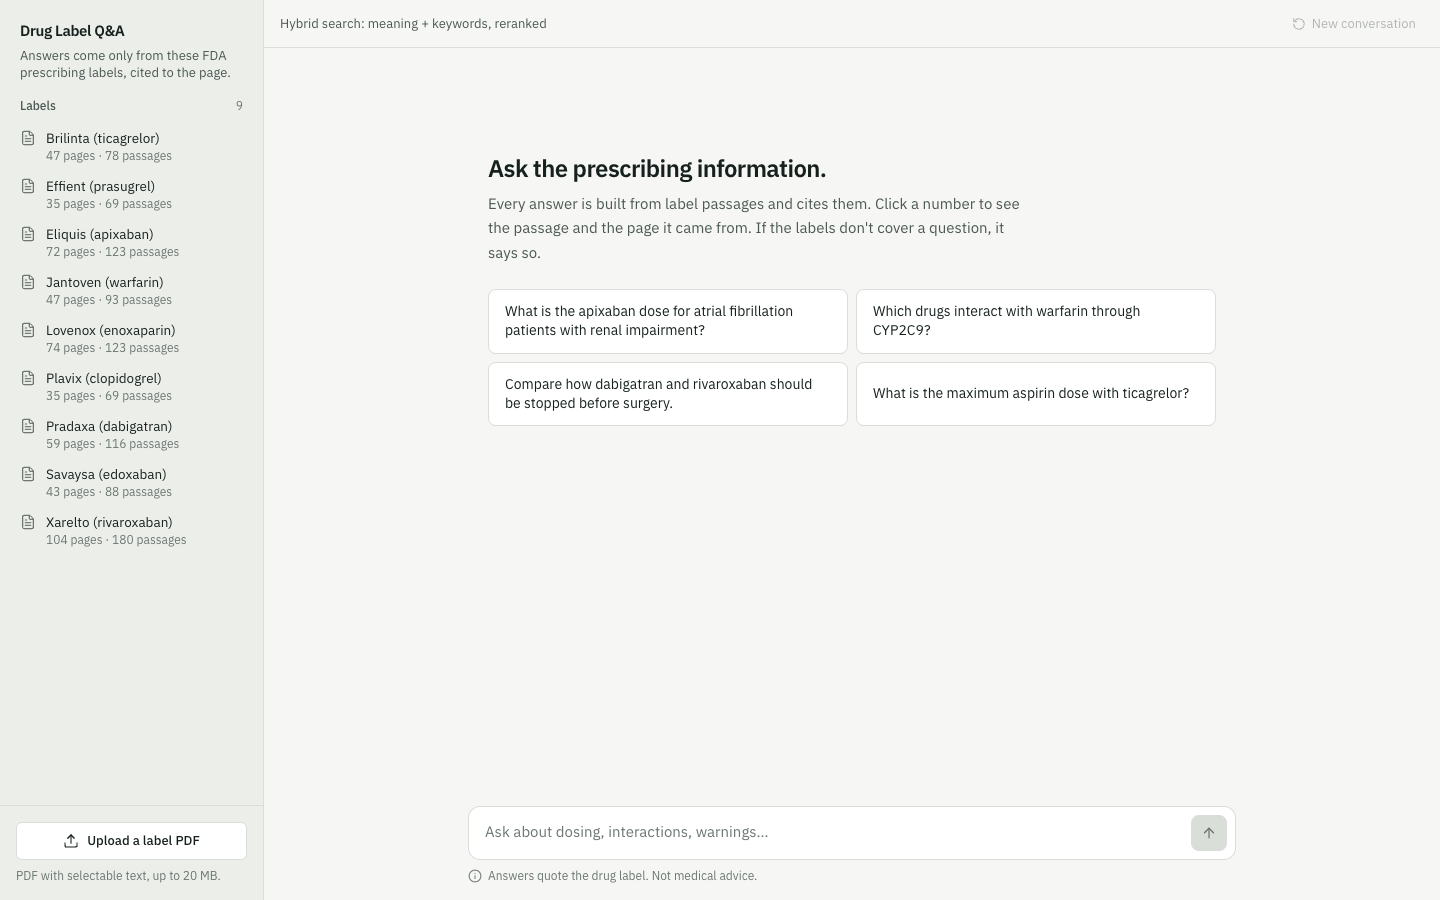 Drug Label Q&A
Answers come only from these FDA
prescribing labels, cited to the page.
Labels 9
Brilinta (ticagrelor)
47 pages · 78 passages
Effient (prasugrel)
35 pages · 69 passages
Eliquis (apixaban)
72 pages · 123 passages
Jantoven (warfarin)
47 pages · 93 passages
Lovenox (enoxaparin)
74 pages · 123 passages
Plavix (clopidogrel)
35 pages · 69 passages
Pradaxa (dabigatran)
59 pages · 116 passages
Savaysa (edoxaban)
43 pages · 88 passages
Xarelto (rivaroxaban)
104 pages · 180 passages
Upload a label PDF
PDF with selectable text, up to 20 MB.
Hybrid search: meaning + keywords, reranked
New conversation
Ask the prescribing information.
Every answer is built from label passages and cites them. Click a number to see
the passage and the page it came from. If the labels don't cover a question, it
says so.
What is the apixaban dose for atrial fibrillation
patients with renal impairment?
Which drugs interact with warfarin through
CYP2C9?
Compare how dabigatran and rivaroxaban should
be stopped before surgery.
What is the maximum aspirin dose with ticagrelor?
Ask about dosing, interactions, warnings...
Answers quote the drug label. Not medical advice.